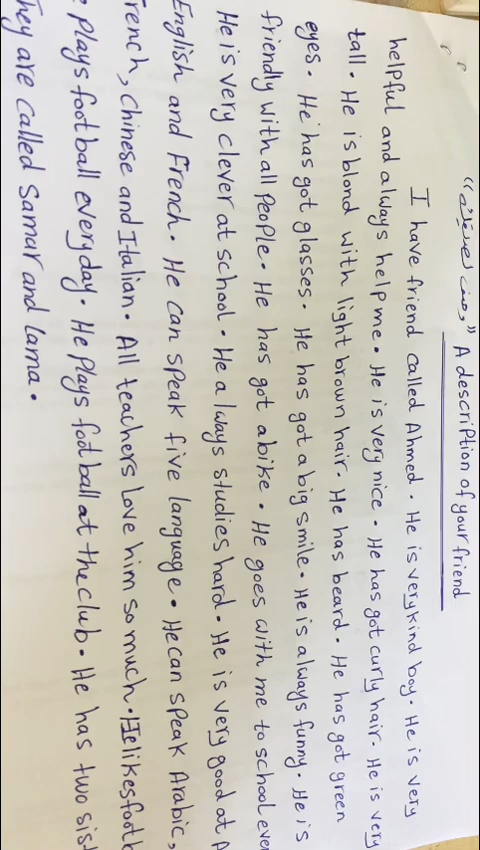 "وصف لصديقك" A description of your friend
I have friend called Ahmed. He is very kind boy. He is very
helpful and always help me. He is very nice. He has got curly hair. He is very
tall. He is blond with light brown hair. He has beard. He has got green
eyes. He has got glasses. He has got a big smile. He is always funny. He is
friendly with all people. He has got a bike. He goes with me to school ever
He is very clever at school. He always studies hard. He is very good at A
English and French. He can speak five language. He can speak Arabic,
rench, Chinese and Italian. All teachers Love him so much. He likes footb
e plays football everyday. He plays football at the club. He has two sist
hey are called Samar and Lama.